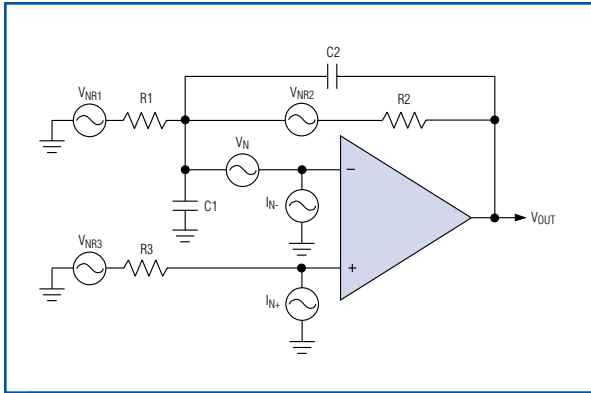 C2
VNR1
R1
VNR2
R2
VN
−
IN-
C1
VOUT
VNR3
R3
+
IN+